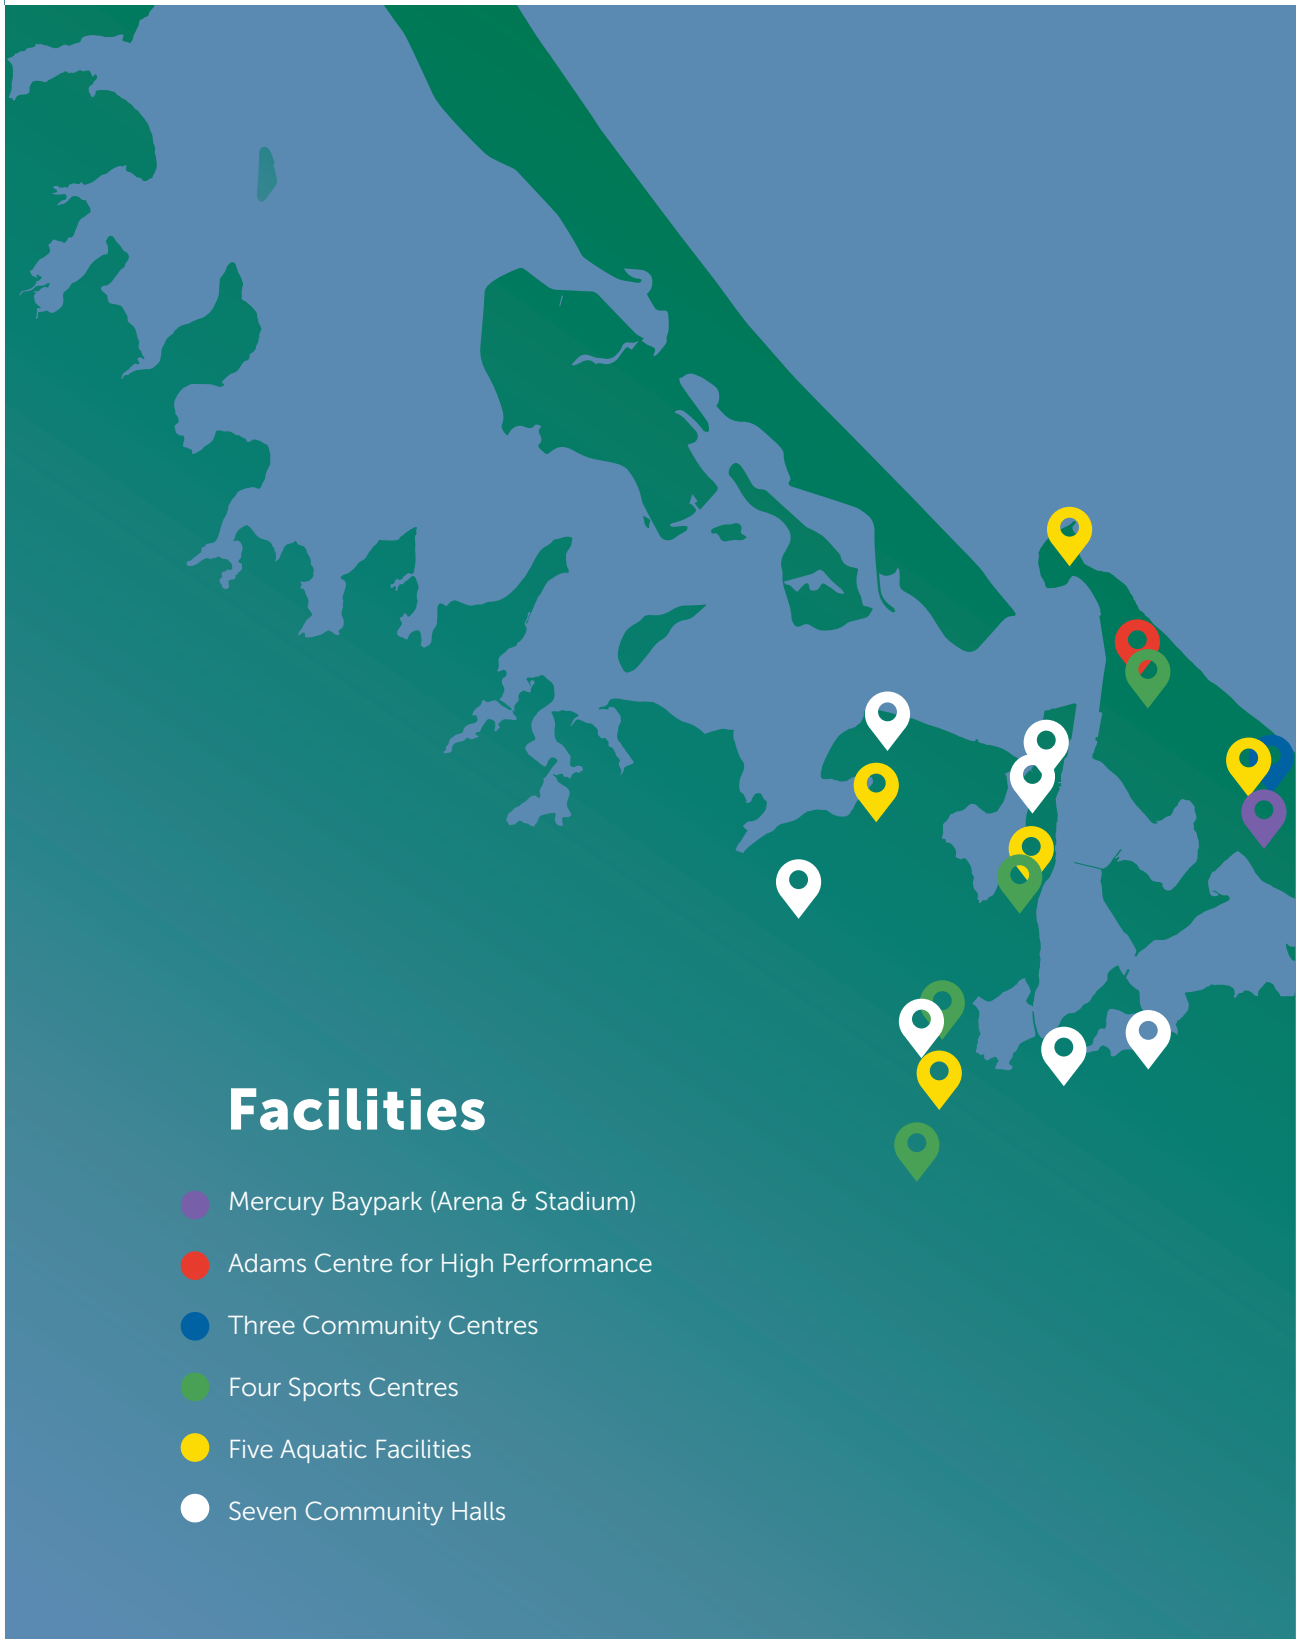 Facilities
Mercury Baypark (Arena & Stadium)
Adams Centre for High Performance
Three Community Centres
Four Sports Centres
Five Aquatic Facilities
Seven Community Halls